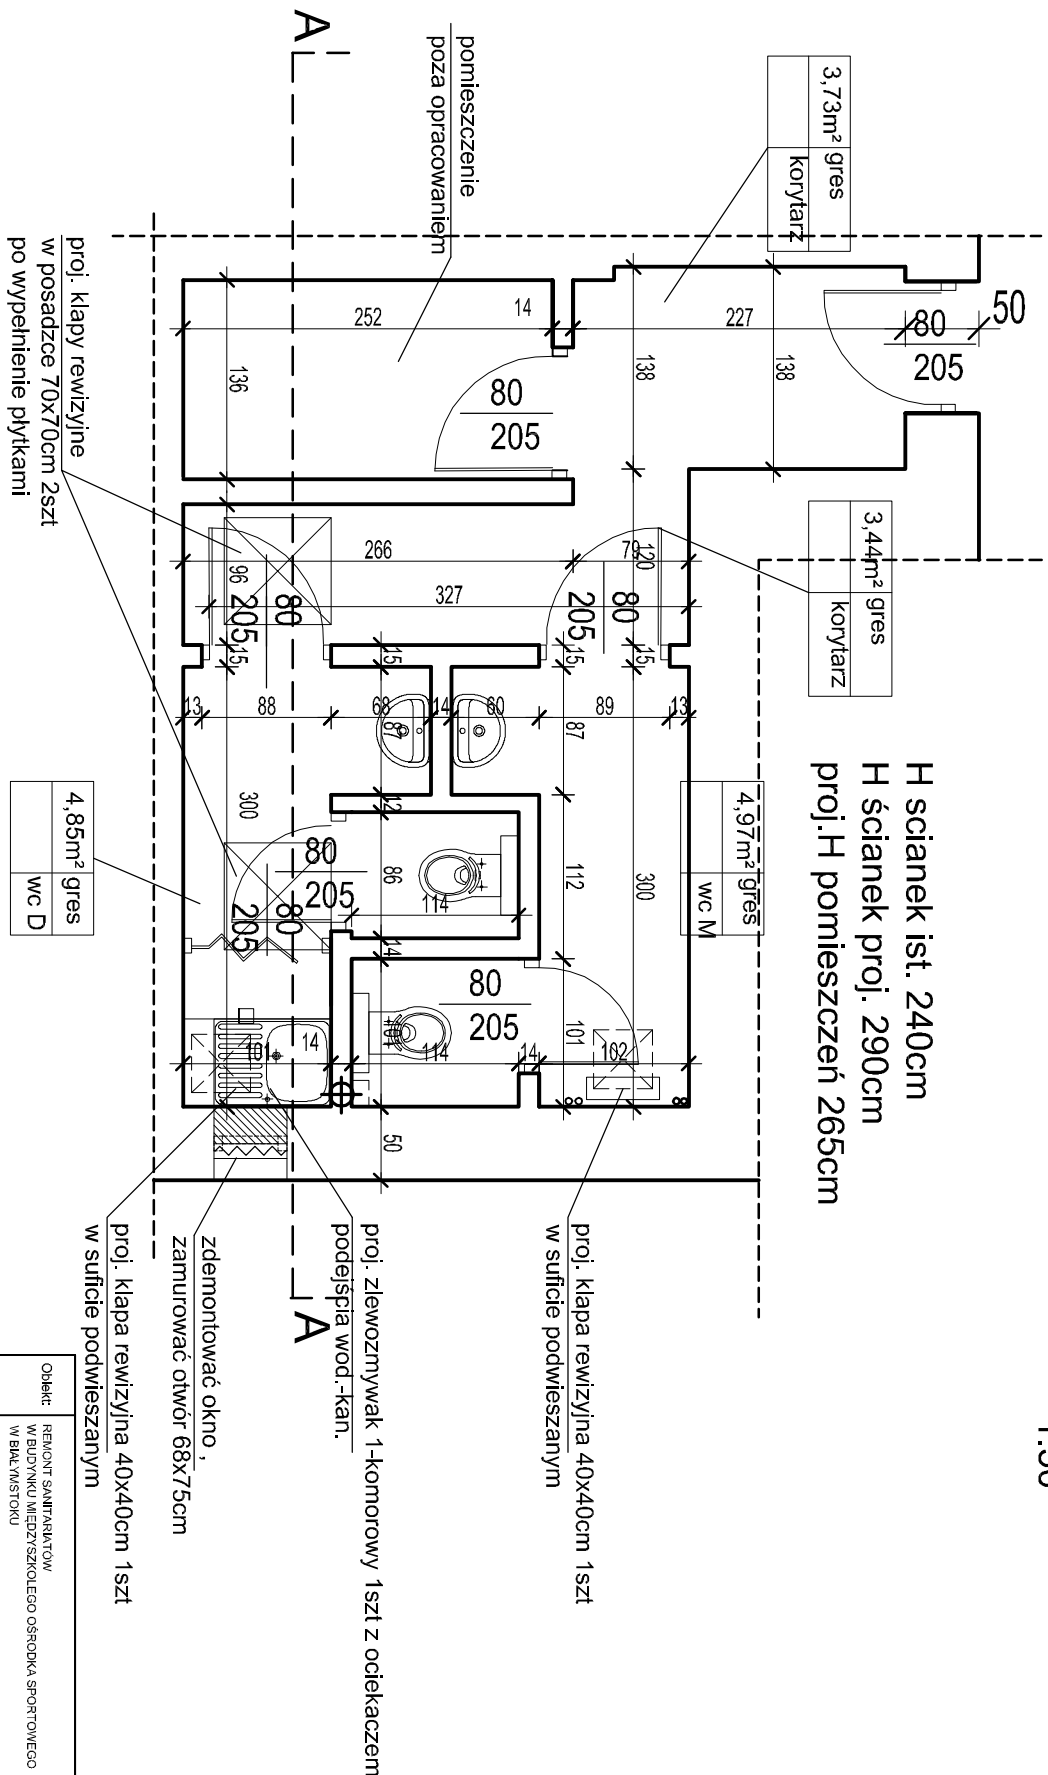 1:50
H scianek ist. 240cm
H ścianek proj. 290cm
proj.H pomieszczeń 265cm
3,73m² gres
korytarz
3,44m² gres
korytarz
4,97m² gres
wc M
4,85m² gres
wc D
pomieszczenie
poza opracowaniem
proj. klapy rewizyjne
w posadzce 70x70cm 2szt
po wypełnienie płytkami
proj. klapa rewizyjna 40x40cm 1szt
w suficie podwieszanym
proj. zlewozmywak 1-komorowy 1szt z ociekaczem
podejścia wod.-kan.
zdemontować okno ,
zamurować otwór 68x75cm
proj. klapa rewizyjna 40x40cm 1szt
w suficie podwieszanym
A
A
50
80
205
138
138
227
14
252
136
80
205
266
79
120
327
96
80
205
80
205
15
15
15
15
13
88
68
14
60
89
13
87
87
12
300
300
112
86
114
80
205
80
205
14
80
205
101
101
101
14
114
14
102
50
Obiekt:
REMONT SANITARIATÓW
W BUDYNKU MIĘDZYSZKOLEGO OŚRODKA SPORTOWEGO
W BIAŁYMSTOKU